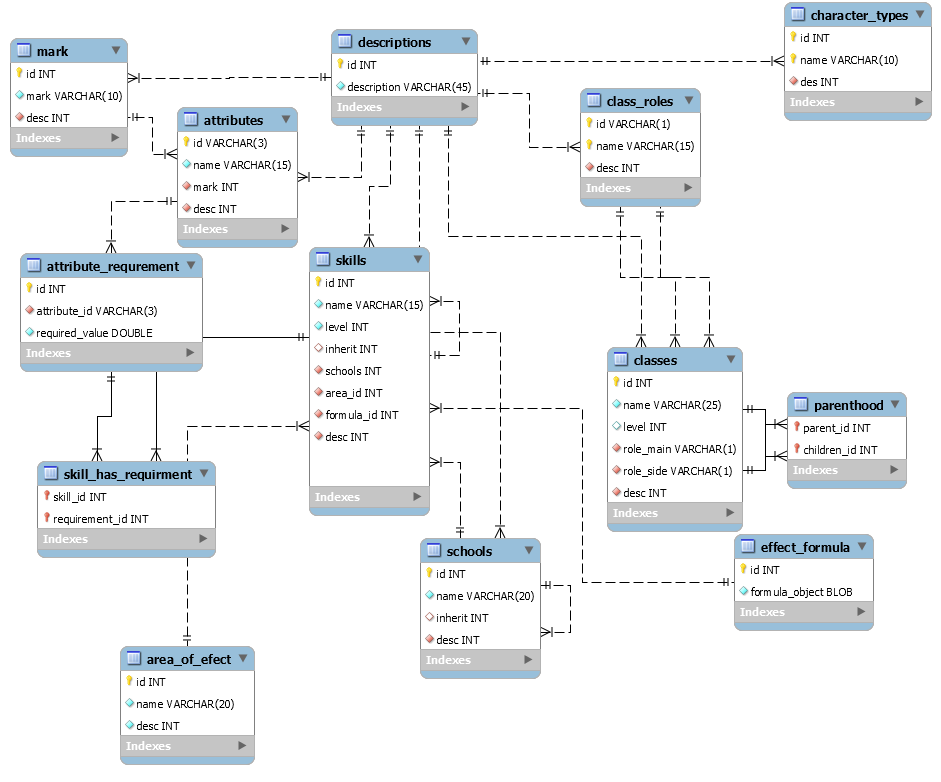 mark
id INT
mark VARCHAR(10)
desc INT
Indexes
descriptions
id INT
description VARCHAR(45)
Indexes
character_types
id INT
name VARCHAR(10)
des INT
Indexes
attributes
id VARCHAR(3)
name VARCHAR(15)
mark INT
desc INT
Indexes
class_roles
id VARCHAR(1)
name VARCHAR(15)
desc INT
Indexes
attribute_requrement
id INT
attribute_id VARCHAR(3)
required_value DOUBLE
Indexes
skills
id INT
name VARCHAR(15)
level INT
inherit INT
schools INT
area_id INT
formula_id INT
desc INT
Indexes
classes
id INT
name VARCHAR(25)
level INT
role_main VARCHAR(1)
role_side VARCHAR(1)
desc INT
Indexes
parenthood
parent_id INT
children_id INT
Indexes
skill_has_requirment
skill_id INT
requirement_id INT
Indexes
schools
id INT
name VARCHAR(20)
inherit INT
desc INT
Indexes
effect_formula
id INT
formula_object BLOB
Indexes
area_of_efect
id INT
name VARCHAR(20)
desc INT
Indexes